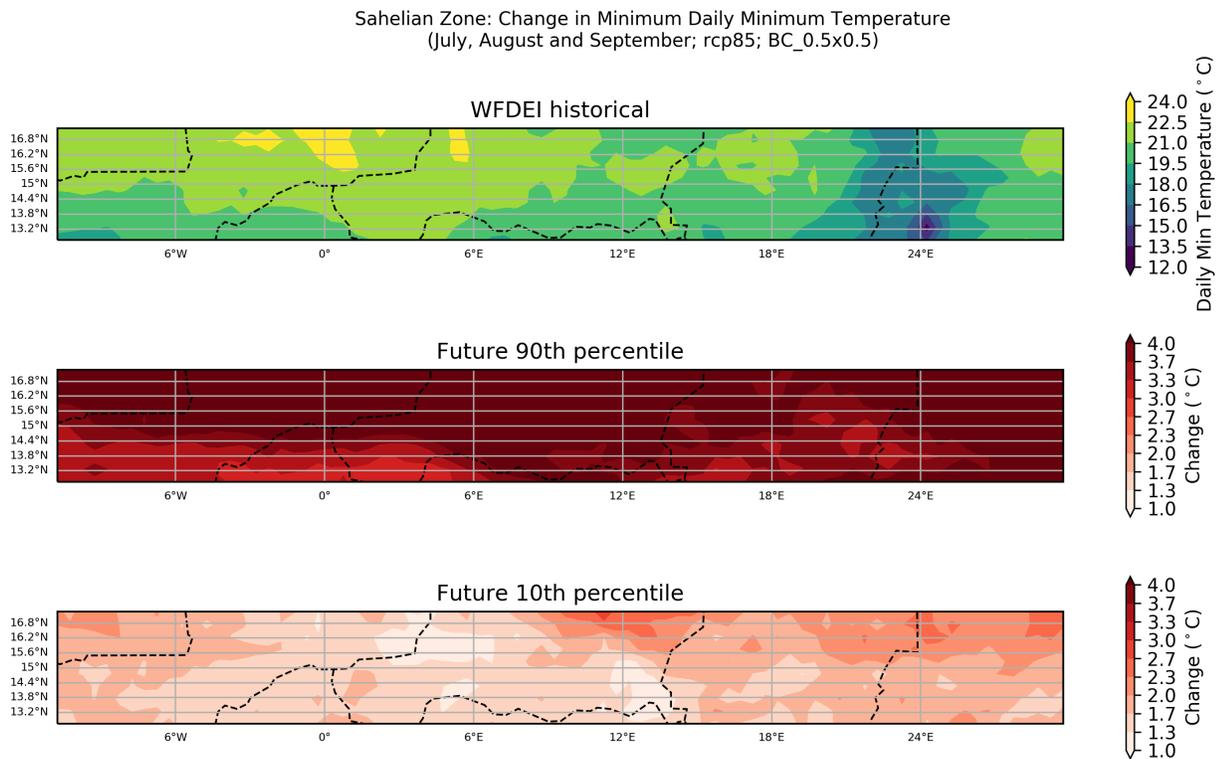 Sahelian Zone: Change in Minimum Daily Minimum Temperature
(July, August and September; rcp85; BC_0.5x0.5)
WFDEI historical
16.8°N
16.2°N
15.6°N
15°N
14.4°N
13.8°N
13.2°N
6°W 0° 6°E 12°E 18°E 24°E
24.0
22.5
21.0
19.5
18.0
16.5
15.0
13.5
12.0
Daily Min Temperature (°C)
Future 90th percentile
16.8°N
16.2°N
15.6°N
15°N
14.4°N
13.8°N
13.2°N
6°W 0° 6°E 12°E 18°E 24°E
4.0
3.7
3.3
3.0
2.7
2.3
2.0
1.7
1.3
1.0
Change (°C)
Future 10th percentile
16.8°N
16.2°N
15.6°N
15°N
14.4°N
13.8°N
13.2°N
6°W 0° 6°E 12°E 18°E 24°E
4.0
3.7
3.3
3.0
2.7
2.3
2.0
1.7
1.3
1.0
Change (°C)